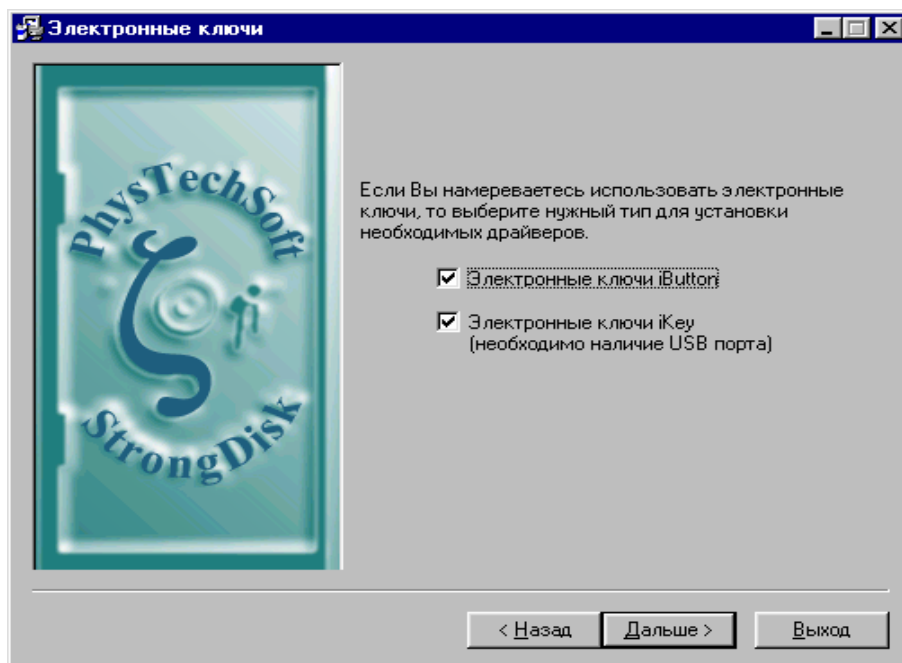 Электронные ключи
PhysTechSoft
StrongDisk
Если Вы намереваетесь использовать электронные
ключи, то выберите нужный тип для установки
необходимых драйверов.
Электронные ключи iButton
Электронные ключи iKey
(необходимо наличие USB порта)
< Назад
Дальше >
Выход